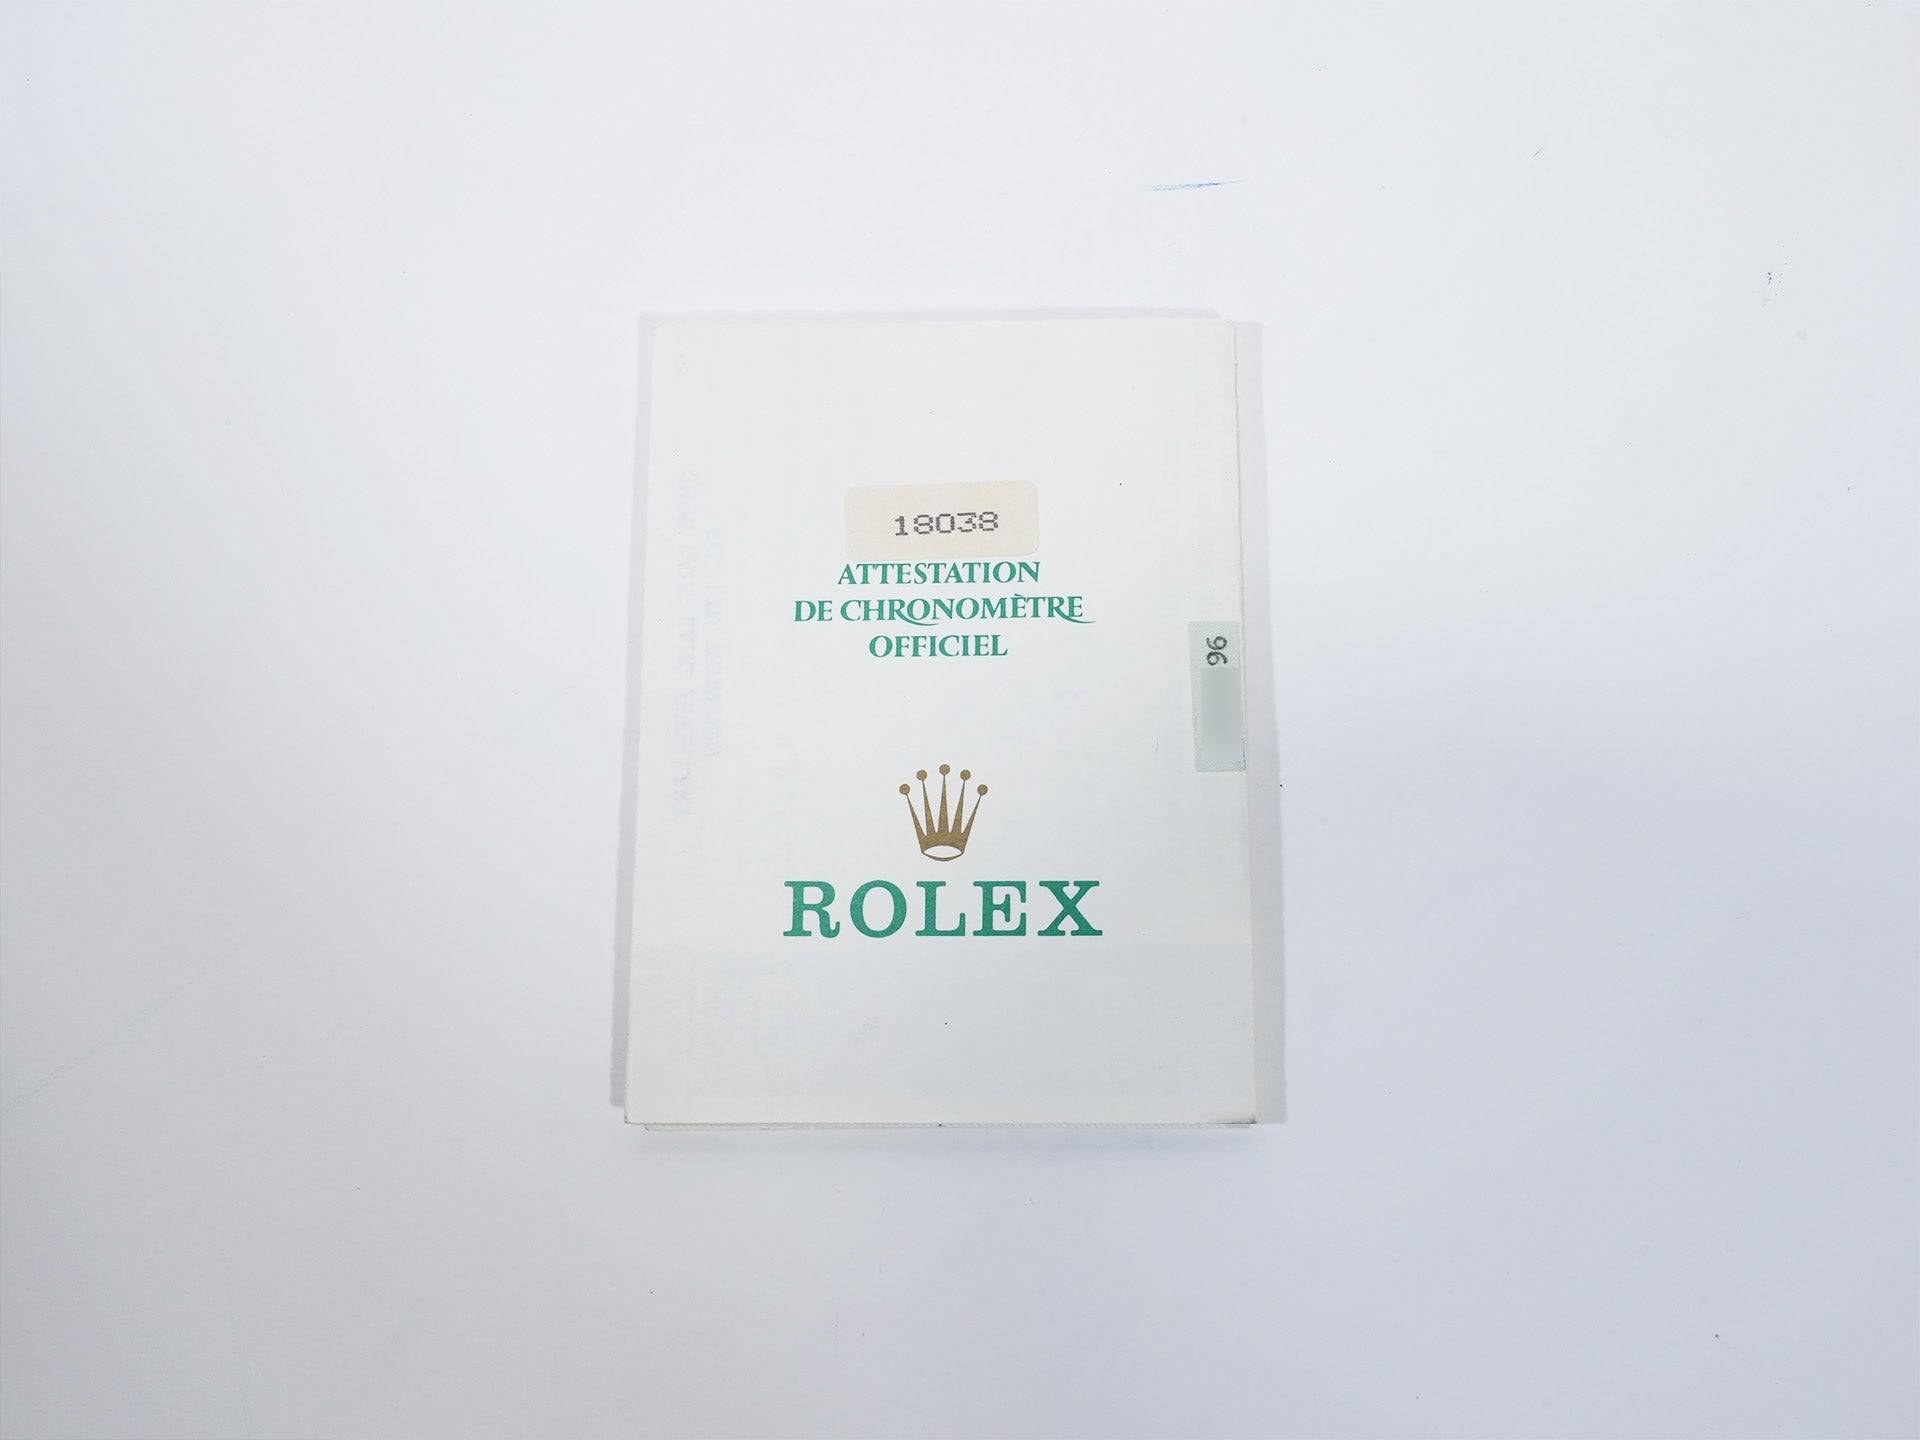 18038
ATTESTATION
DE CHRONOMÈTRE
OFFICIEL
96
ROLEX